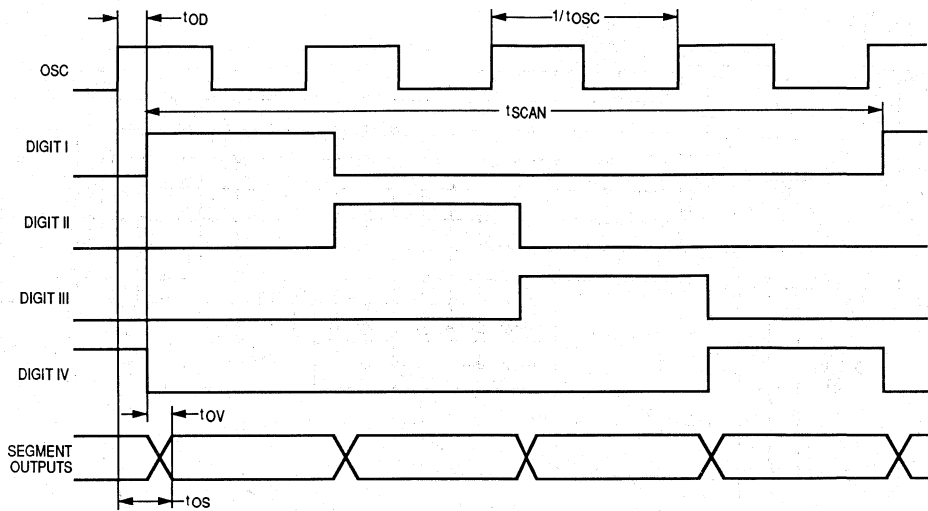 tOD
1/tOSC
OSC
tSCAN
DIGIT I
DIGIT II
DIGIT III
DIGIT IV
tOV
SEGMENT
OUTPUTS
tOS